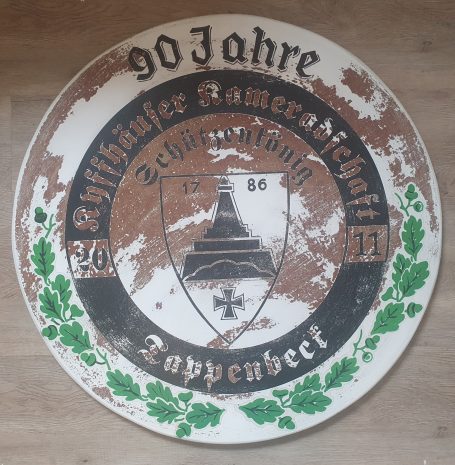 90 Jahre
Kyffhäuser Kameradschaft
Schützenkönig
17 86
20 11
Tappenbeck